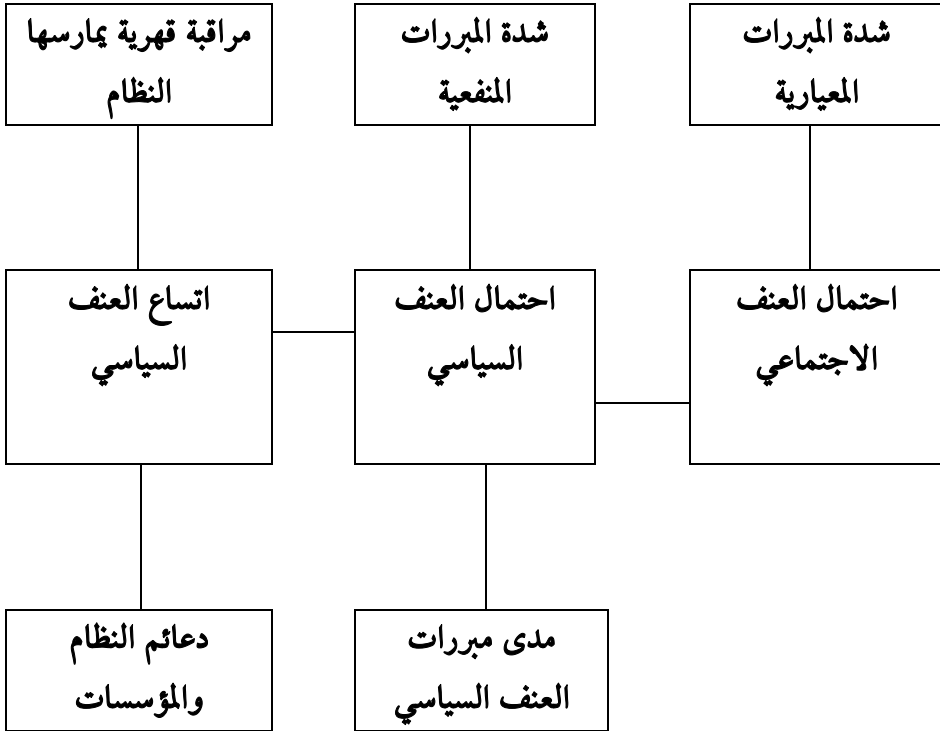 شدة المبررات
المعيارية
شدة المبررات
المنفعية
مراقبة قهرية يمارسها
النظام
احتمال العنف
الاجتماعي
احتمال العنف
السياسي
اتساع العنف
السياسي
مدى مبررات
العنف السياسي
دعائم النظام
والمؤسسات